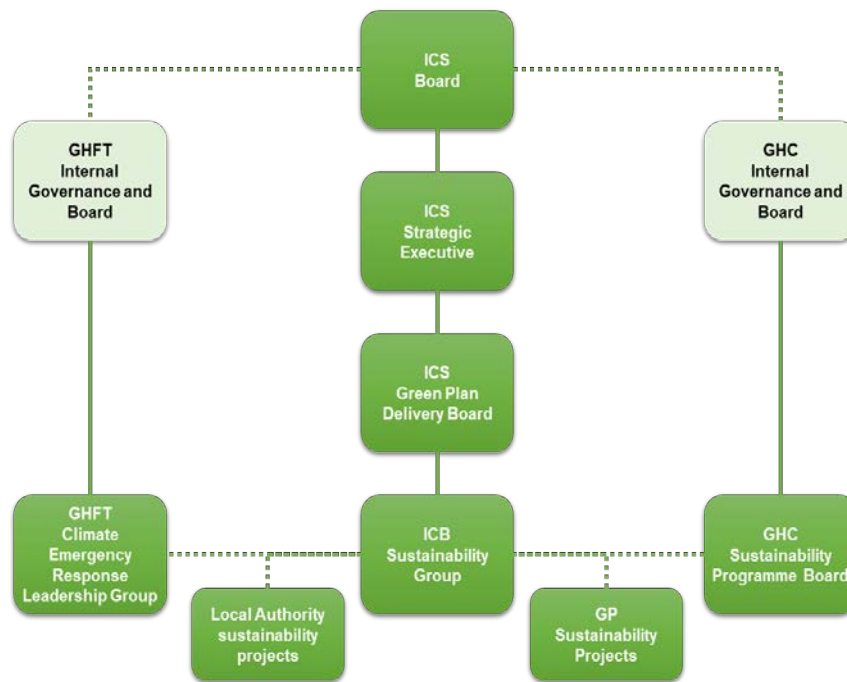 ICS
Board
GHFT
Internal
Governance and
Board
GHC
Internal
Governance and
Board
ICS
Strategic
Executive
ICS
Green Plan
Delivery Board
GHFT
Climate
Emergency
Response
Leadership Group
ICB
Sustainability
Group
GHC
Sustainability
Programme Board
Local Authority
sustainability
projects
GP
Sustainability
Projects